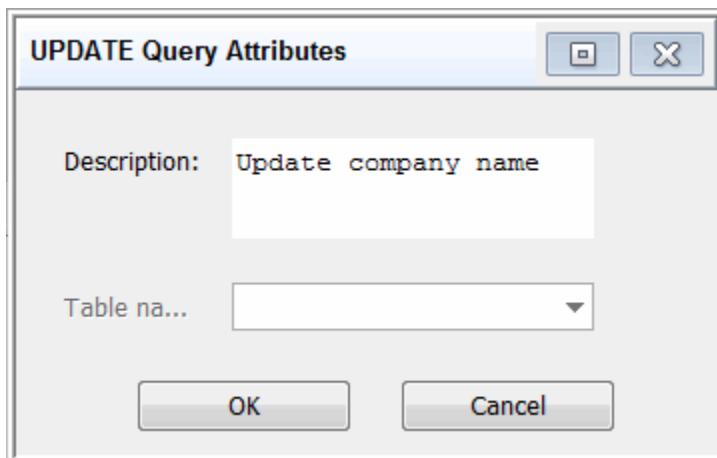 UPDATE Query Attributes
Description: Update company name
Table na...
OK Cancel